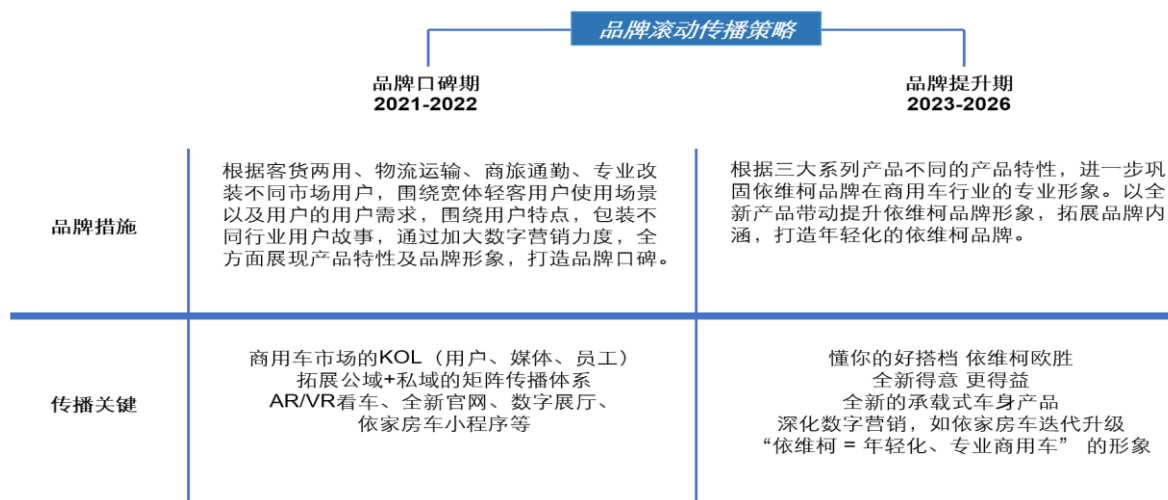 品牌滚动传播策略
品牌口碑期
2021-2022
品牌提升期
2023-2026
品牌措施
根据客货两用、物流运输、商旅通勤、专业改
装不同市场用户，围绕宽体轻客用户使用场景
以及用户的用户需求，围绕用户特点，包装不
同行业用户故事，通过加大数字营销力度，全
方面展现产品特性及品牌形象，打造品牌口碑。
根据三大系列产品不同的产品特性，进一步巩
固依维柯品牌在商用车行业的专业形象。以全
新产品带动提升依维柯品牌形象，拓展品牌内
涵，打造年轻化的依维柯品牌。
传播关键
商用车市场的KOL（用户、媒体、员工）
拓展公域+私域的矩阵传播体系
AR/VR看车、全新官网、数字展厅、
依家房车小程序等
懂你的好搭档 依维柯欧胜
全新得意 更得益
全新的承载式车身产品
深化数字营销，如依家房车迭代升级
“依维柯 = 年轻化、专业商用车” 的形象